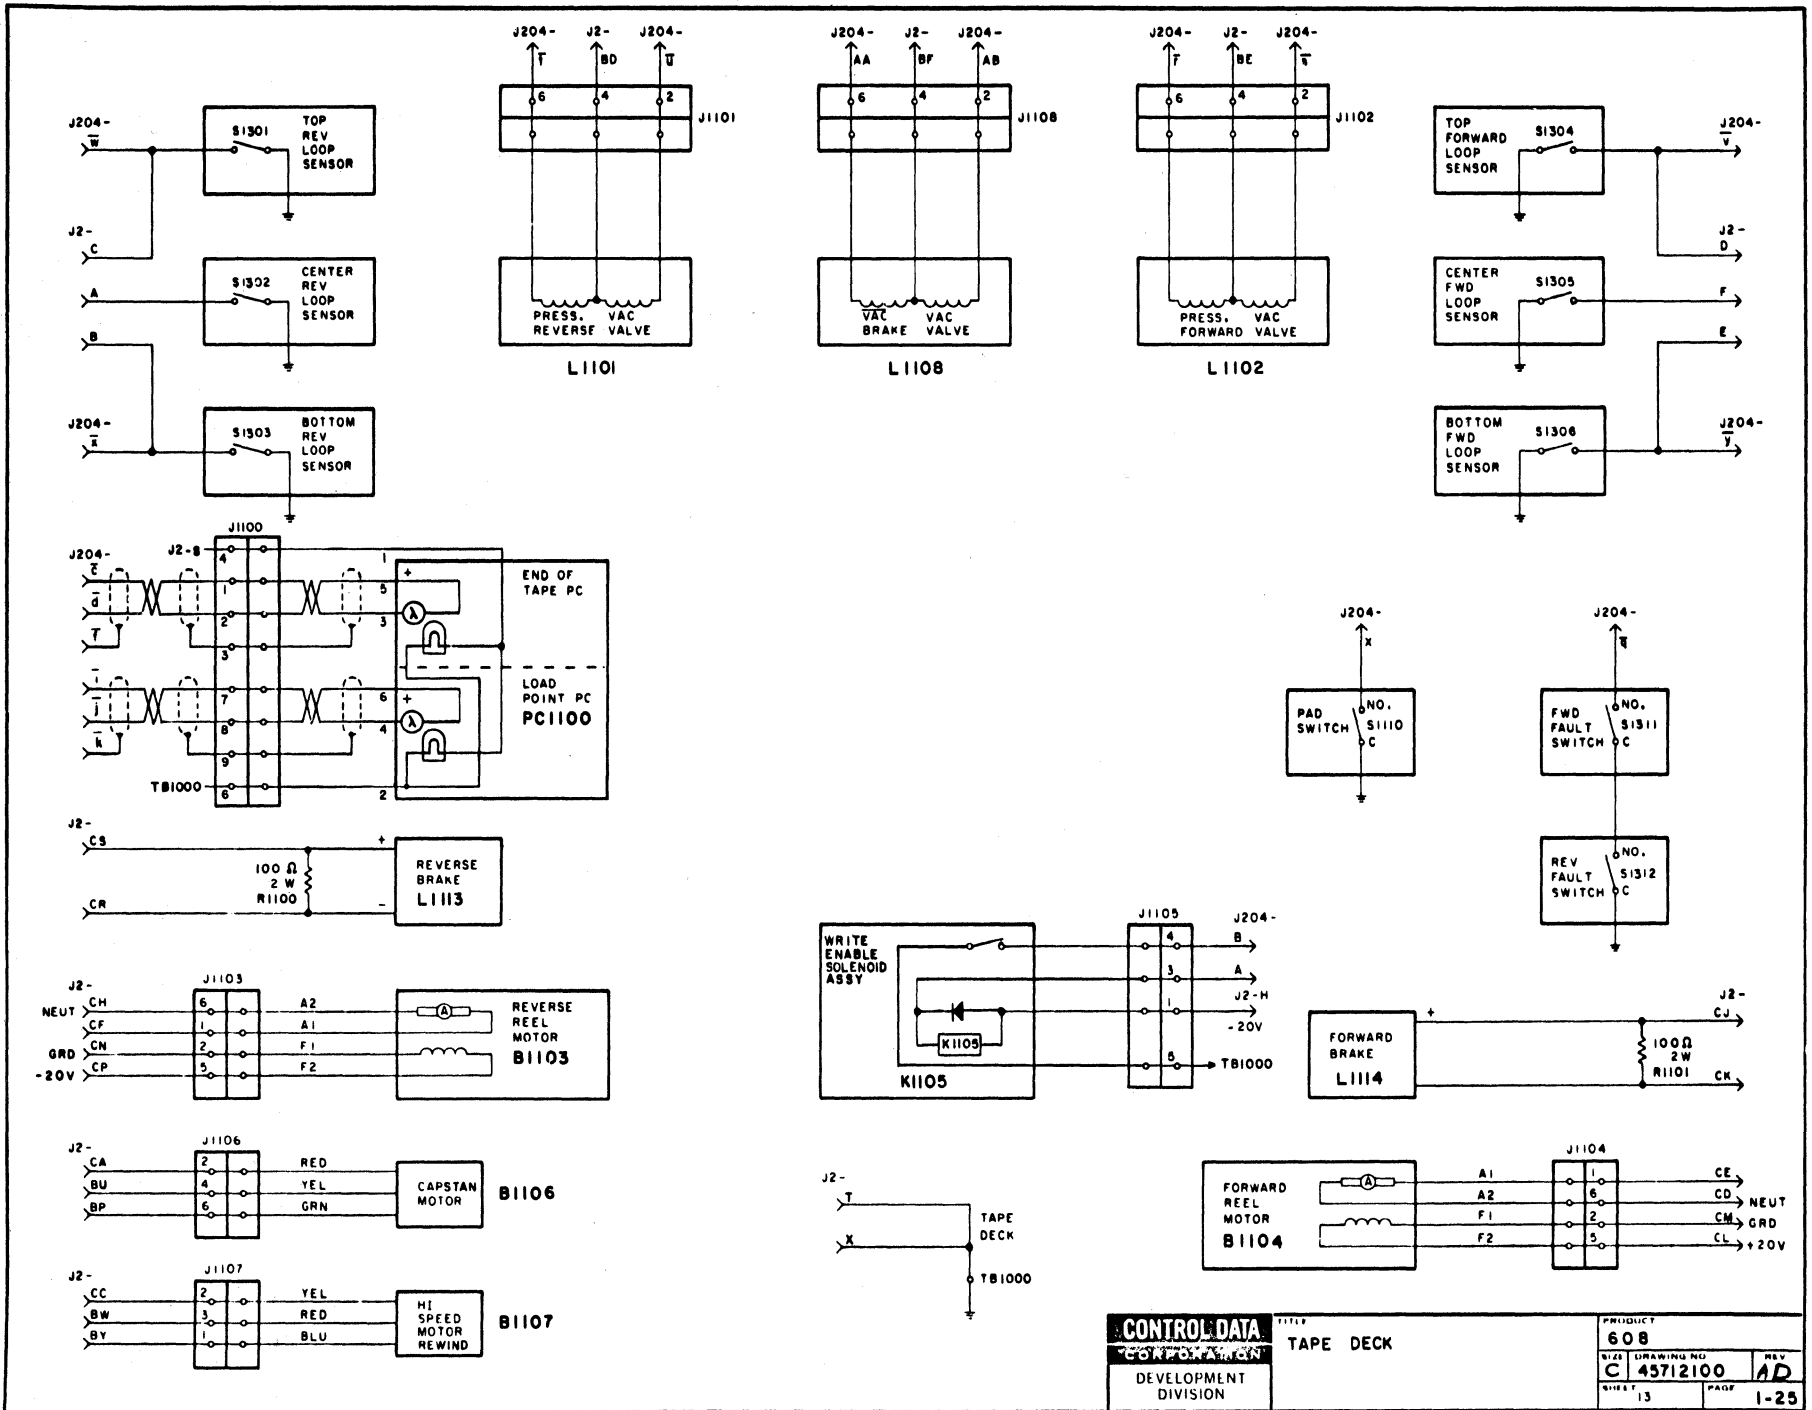 J204-
w̅
S1301
TOP
REV
LOOP
SENSOR
J2-
C
A
S1302
CENTER
REV
LOOP
SENSOR
B
J204-
x̅
S1303
BOTTOM
REV
LOOP
SENSOR
J204- J2- J204-
t̅ BD u̅
6 4 2
J1101
PRESS. VAC
REVERSE VALVE
L1101
J204- J2- J204-
AA BF AB
6 4 2
J1108
V̅A̅C̅ VAC
BRAKE VALVE
L1108
J204- J2- J204-
r̅ BE s̅
6 4 2
J1102
PRESS. VAC
FORWARD VALVE
L1102
TOP
FORWARD
LOOP
SENSOR
S1304
J204-
v̅
J2-
D
CENTER
FWD
LOOP
SENSOR
S1305
F
E
BOTTOM
FWD
LOOP
SENSOR
S1306
J204-
y̅
J1100
J204-
J2-S
4
1
c̅
1
5
+
d̅
2
3
λ
f̅
3
END OF
TAPE PC
i̅
7
6
+
j̅
8
4
λ
k̅
9
LOAD
POINT PC
PC1100
TB1000
6
2
J204-
X
PAD
SWITCH
NO.
S1110
C
J204-
q̅
FWD
FAULT
SWITCH
NO.
S1311
C
REV
FAULT
SWITCH
NO.
S1312
C
J2-
CS
CR
100 Ω
2 W
R1100
+
-
REVERSE
BRAKE
L1113
J1103
J2-
NEUT CH 6 A2
CF 1 A1
GRD CN 2 F1
-20V CP 5 F2
A
REVERSE
REEL
MOTOR
B1103
WRITE
ENABLE
SOLENOID
ASSY
K1105
K1105
J1105
J204-
4 B
3 A
1 J2-H
-20V
TB1000
FORWARD
BRAKE
L1114
+
J2-
CJ
100Ω
2W
R1101
CK
J1106
J2-
CA 2 RED
BU 4 YEL
BP 6 GRN
CAPSTAN
MOTOR
B1106
J2-
T
X
TAPE
DECK
TB1000
FORWARD
REEL
MOTOR
B1104
A
J1104
A1 1 CE
A2 6 CD NEUT
F1 2 CM GRD
F2 5 CL +20V
J1107
J2-
CC 2 YEL
BW 3 RED
BY 1 BLU
HI
SPEED
MOTOR
REWIND
B1107
CONTROL DATA
CORPORATION
DEVELOPMENT
DIVISION
TITLE
TAPE DECK
PRODUCT
608
SIZE
C
DRAWING NO
45712100
REV
AD
SHEET
13
PAGE
1-25